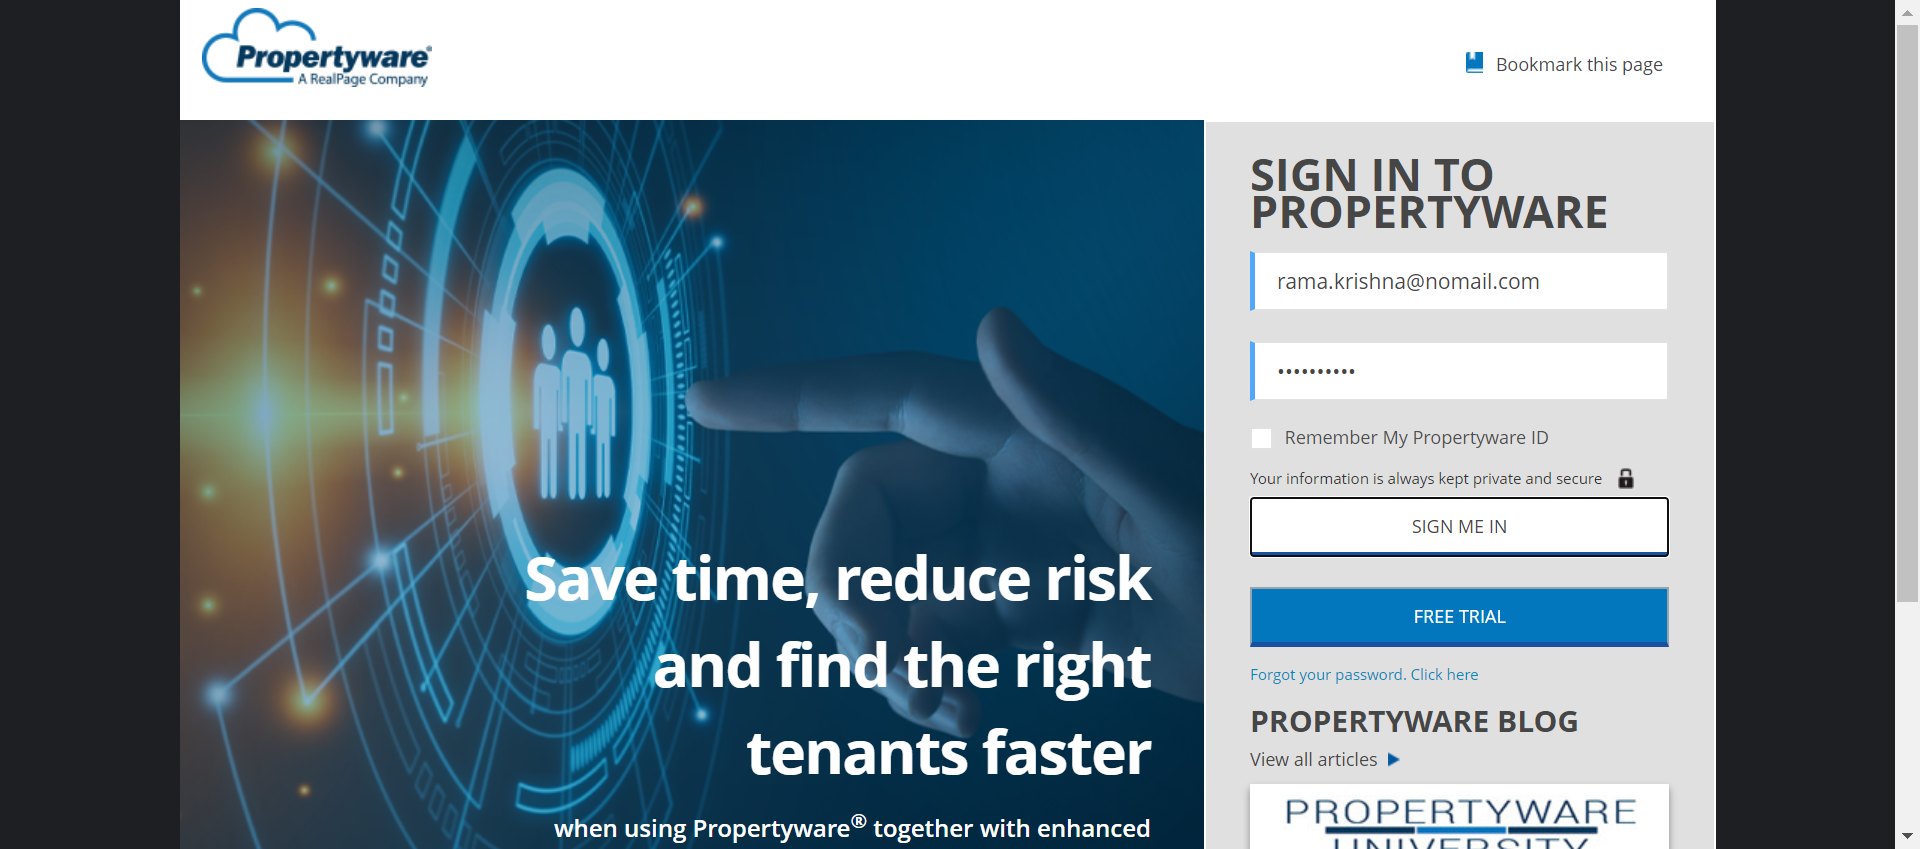 Propertyware®
A RealPage Company
Bookmark this page
Save time, reduce risk
and find the right
tenants faster
when using Propertyware® together with enhanced
SIGN IN TO
PROPERTYWARE
rama.krishna@nomail.com
••••••••••
Remember My Propertyware ID
Your information is always kept private and secure
SIGN ME IN
FREE TRIAL
Forgot your password. Click here
PROPERTYWARE BLOG
View all articles
PROPERTYWARE
UNIVERSITY